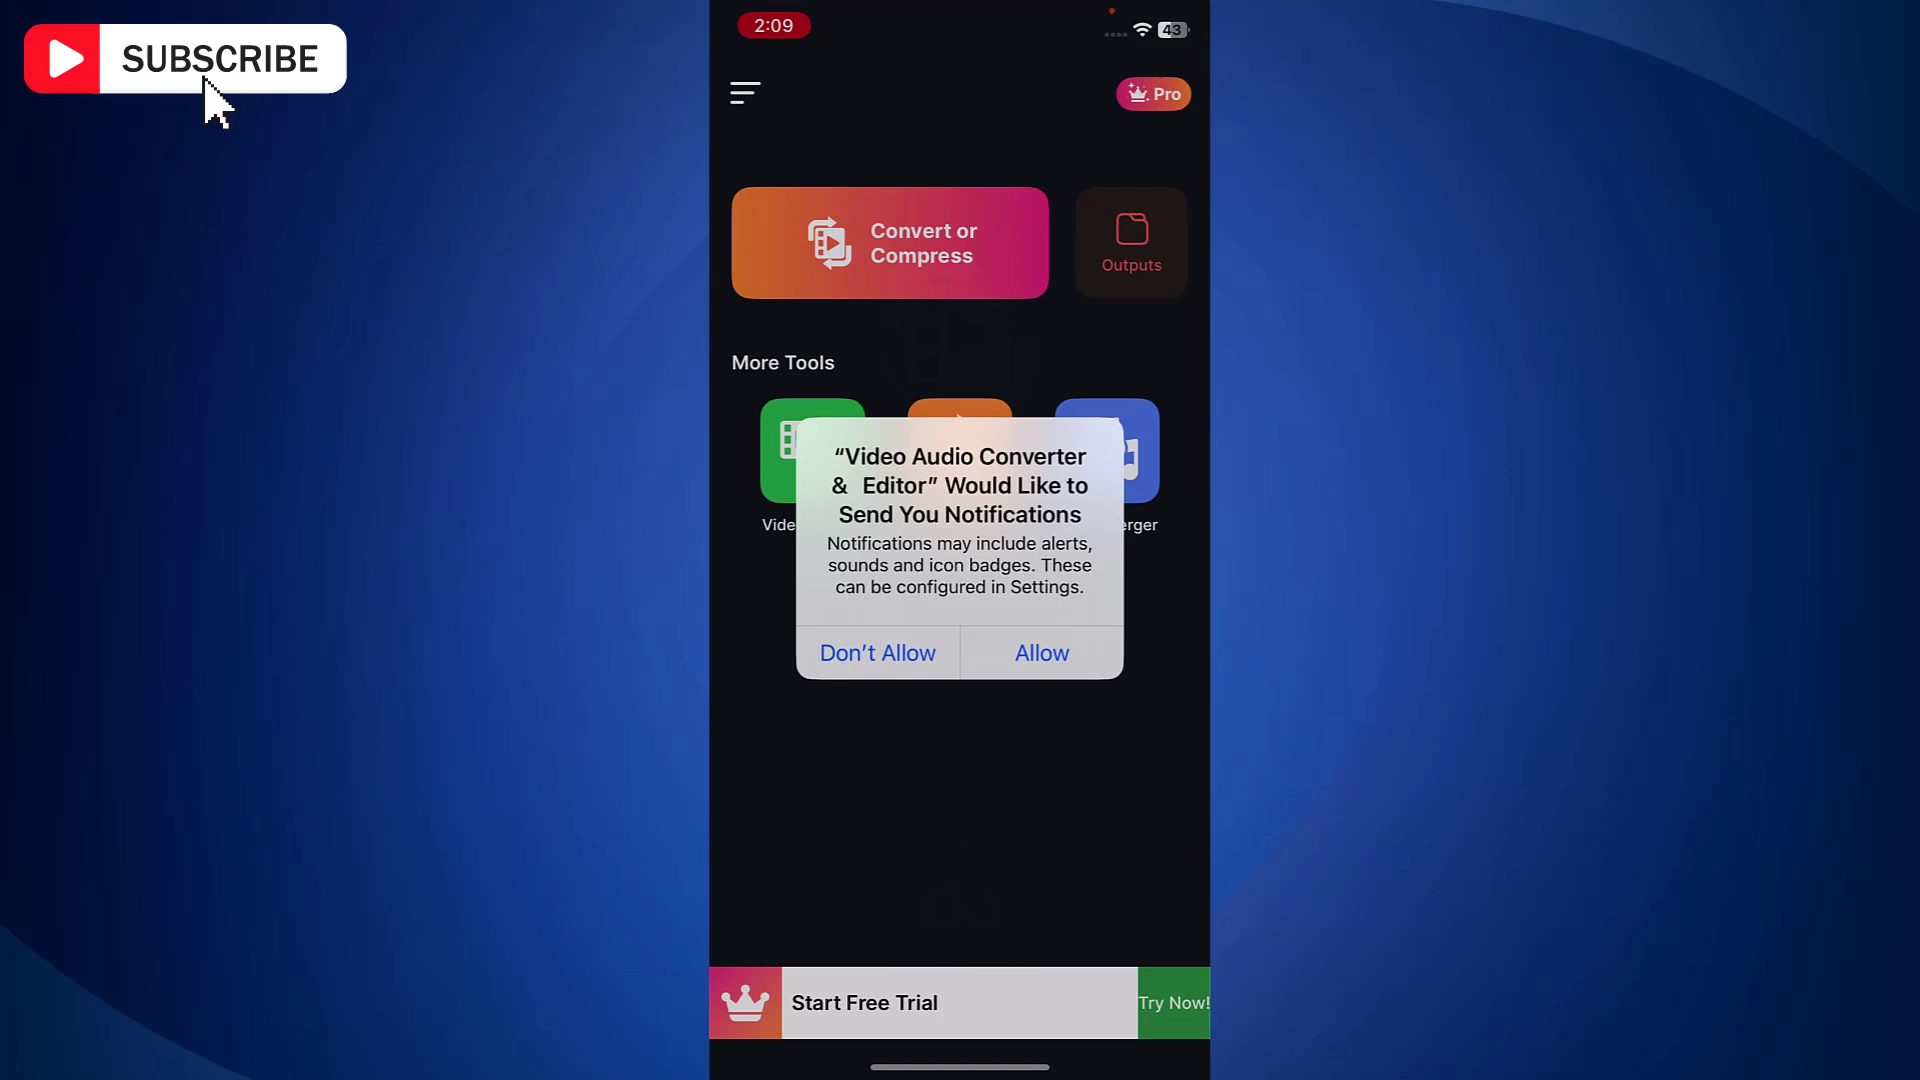 SUBSCRIBE
2:09
43
Pro
Convert or
Compress
Outputs
More Tools
“Video Audio Converter
& Editor” Would Like to
Send You Notifications
Notifications may include alerts,
sounds and icon badges. These
can be configured in Settings.
Don’t Allow
Allow
Start Free Trial
Try Now!